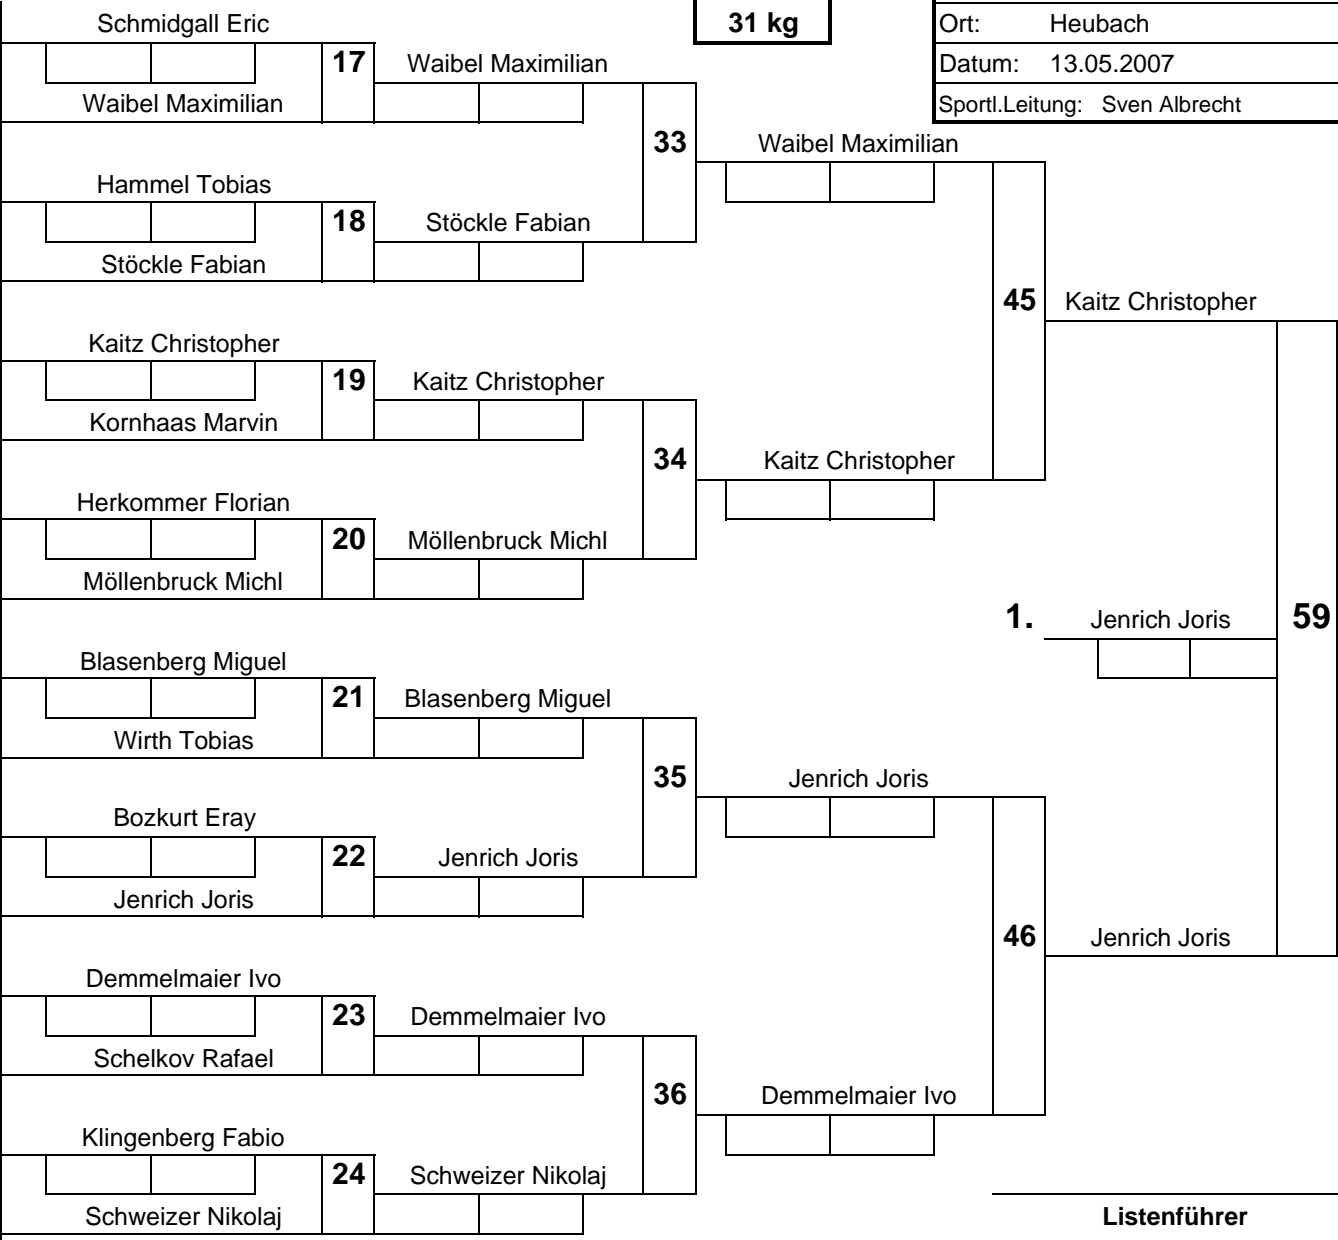 Schmidgall Eric
31 kg
Ort: Heubach
17 Waibel Maximilian
Datum: 13.05.2007
Waibel Maximilian
Sportl.Leitung: Sven Albrecht
33 Waibel Maximilian
Hammel Tobias
18 Stöckle Fabian
Stöckle Fabian
45 Kaitz Christopher
Kaitz Christopher
19 Kaitz Christopher
Kornhaas Marvin
34 Kaitz Christopher
Herkommer Florian
20 Möllenbruck Michl
Möllenbruck Michl
1. Jenrich Joris 59
Blasenberg Miguel
21 Blasenberg Miguel
Wirth Tobias
35 Jenrich Joris
Bozkurt Eray
22 Jenrich Joris
Jenrich Joris
46 Jenrich Joris
Demmelmaier Ivo
23 Demmelmaier Ivo
Schelkov Rafael
36 Demmelmaier Ivo
Klingenberg Fabio
24 Schweizer Nikolaj
Schweizer Nikolaj
Listenführer